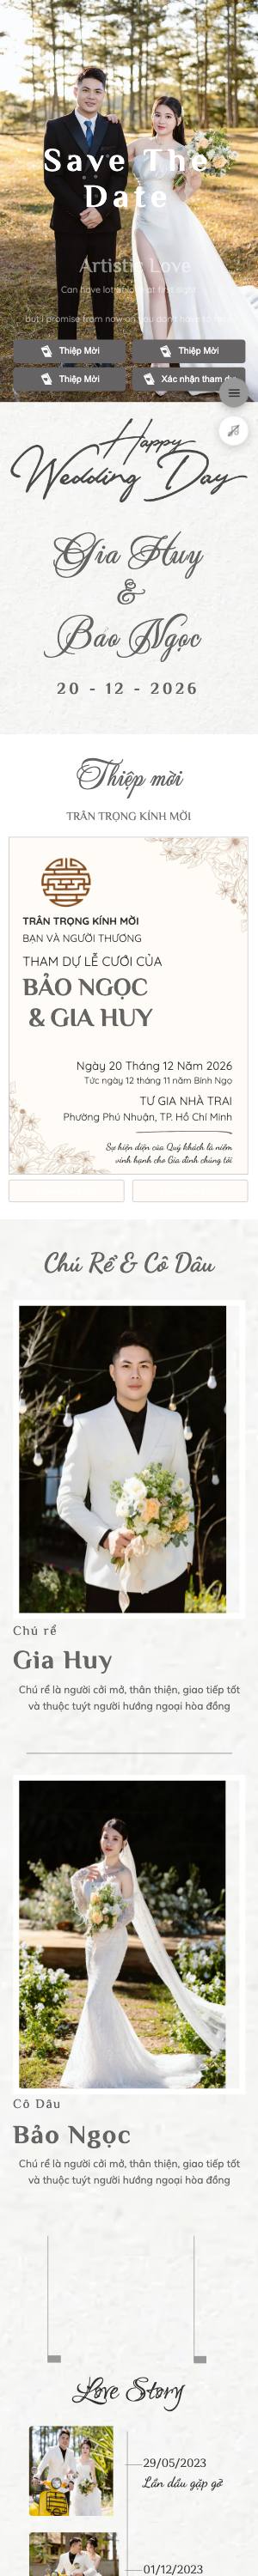 Save The
Date
Artistic Love
Thiệp Mời
Thiệp Mời
Thiệp Mời
Xác nhận tham dự
Happy
Wedding Day
Gia Huy
&
Bảo Ngọc
20 - 12 - 2026
Thiệp mời
TRÂN TRỌNG KÍNH MỜI
TRÂN TRỌNG KÍNH MỜI
BẠN VÀ NGƯỜI THƯƠNG
THAM DỰ LỄ CƯỚI CỦA
BẢO NGỌC
& GIA HUY
Ngày 20 Tháng 12 Năm 2026
Tức ngày 12 tháng 11 năm Bính Ngọ
TƯ GIA NHÀ TRAI
Phường Phú Nhuận, TP. Hồ Chí Minh
Sự hiện diện của Quý khách là niềm
vinh hạnh cho Gia đình chúng tôi
Chú Rể & Cô Dâu
Chú rể
Gia Huy
Chú rể là người cởi mở, thân thiện, giao tiếp tốt
và thuộc tuýt người hướng ngoại hòa đồng
Cô Dâu
Bảo Ngọc
Chú rể là người cởi mở, thân thiện, giao tiếp tốt
và thuộc tuýt người hướng ngoại hòa đồng
Love Story
29/05/2023
Lần đầu gặp gỡ
01/12/2023